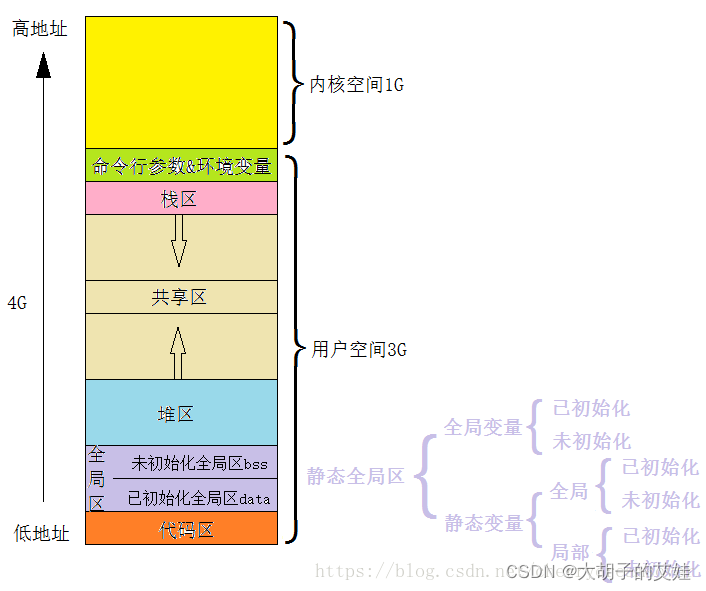 高地址
内核空间1G
命令行参数&环境变量
栈区
共享区
4G
用户空间3G
堆区
全局区
未初始化全局区bss
已初始化全局区data
代码区
低地址
静态全局区
全局变量
已初始化
未初始化
静态变量
全局
已初始化
未初始化
局部
已初始化
未初始化
https://blog.csdn.n
CSDN @大胡子的艾娃